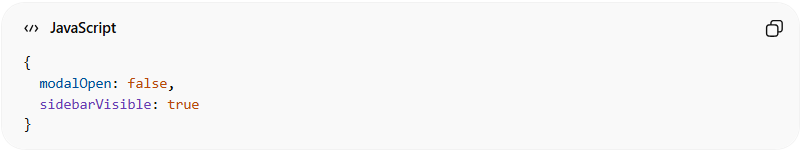 JavaScript
{
  modalOpen: false,
  sidebarVisible: true
}